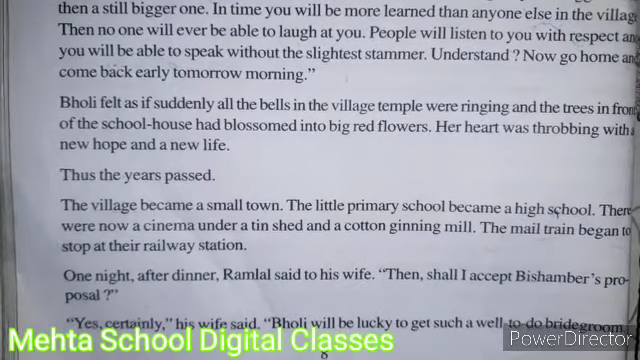 then a still bigger one. In time you will be more learned than anyone else in the villag
Then no one will ever be able to laugh at you. People will listen to you with respect an
you will be able to speak without the slightest stammer. Understand ? Now go home an
come back early tomorrow morning.”
Bholi felt as if suddenly all the bells in the village temple were ringing and the trees in fron
of the school-house had blossomed into big red flowers. Her heart was throbbing with a
new hope and a new life.
Thus the years passed.
The village became a small town. The little primary school became a high school. There
were now a cinema under a tin shed and a cotton ginning mill. The mail train began to
stop at their railway station.
One night, after dinner, Ramlal said to his wife. “Then, shall I accept Bishamber’s pro-
posal ?”
“Yes, certainly,” his wife said. “Bholi will be lucky to get such a well-to-do bridegroom.
Mehta School Digital Classes
8
PowerDirector